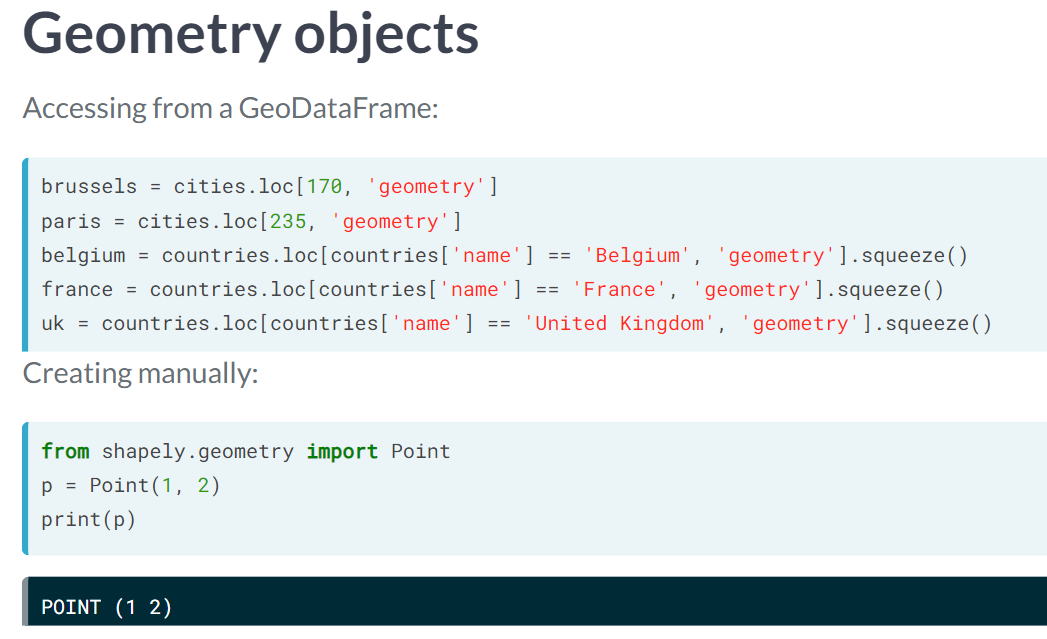 Geometry objects
Accessing from a GeoDataFrame:
brussels = cities.loc[170, 'geometry']
paris = cities.loc[235, 'geometry']
belgium = countries.loc[countries['name'] == 'Belgium', 'geometry'].squeeze()
france = countries.loc[countries['name'] == 'France', 'geometry'].squeeze()
uk = countries.loc[countries['name'] == 'United Kingdom', 'geometry'].squeeze()
Creating manually:
from shapely.geometry import Point
p = Point(1, 2)
print(p)
POINT (1 2)